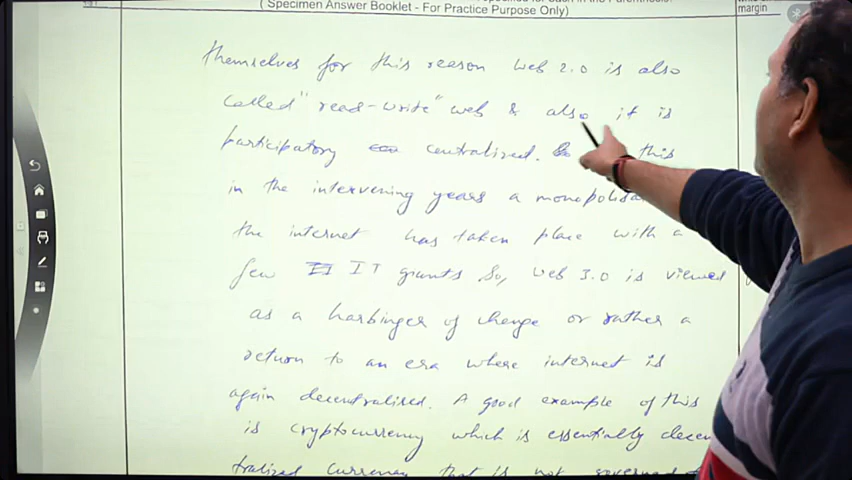 ( Specimen Answer Booklet - For Practice Purpose Only)
margin
themselves for this reason Web 2.0 is also
called "read-write" web & also it is
participatory centralized. this
in the intervening years a monopolisa
the internet has taken place with a
few IT giants So, Web 3.0 is viewed
as a harbinger of change or rather a
return to an era where internet is
again decentralised. A good example of this
is cryptocurrency which is essentially decen
tralized currency that is not governed